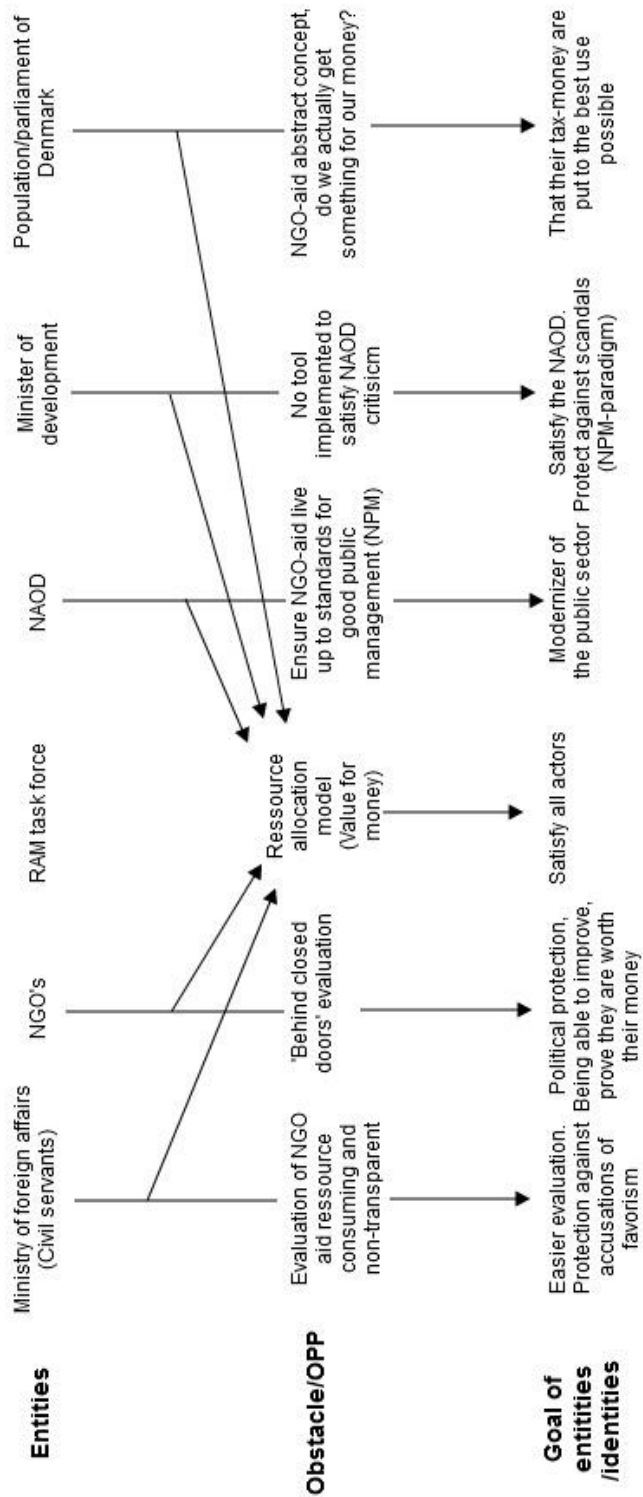 Entities
Ministry of foreign affairs
(Civil servants)
NGO's
RAM task force
NAOD
Minister of
development
Population/parliament of
Denmark
Obstacle/OPP
Evaluation of NGO
aid ressource
consuming and
non-transparent
"Behind closed
doors" evaluation
Ressource
allocation
model
(Value for
money)
Ensure NGO-aid live
up to standards for
good public
management (NPM)
No tool
implemented to
satisfy NAOD
critisicm
NGO-aid abstract concept,
do we actually get
something for our money?
Goal of
entitities
/identities
Easier evaluation.
Protection against
accusations of
favorism
Political protection,
Being able to improve,
prove they are worth
their money
Satisfy all actors
Modernizer of
the public sector
Satisfy the NAOD.
Protect against scandals
(NPM-paradigm)
That their tax-money are
put to the best use
possible